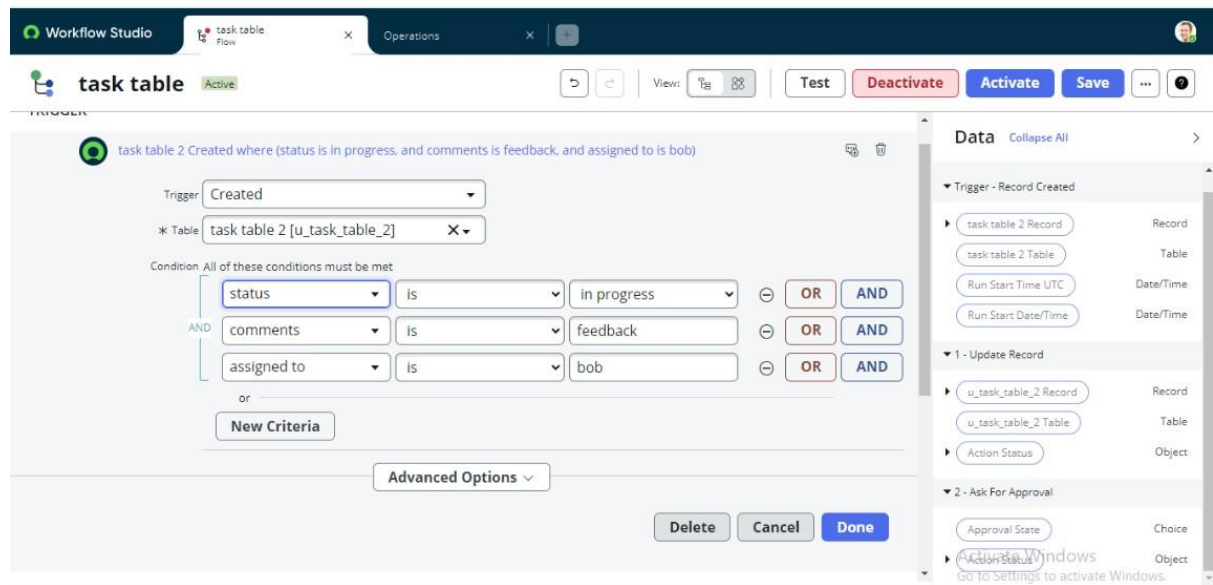 Workflow Studio
task table
Flow
Operations
task table Active
View:
Test
Deactivate
Activate
Save
TRIGGER
task table 2 Created where (status is in progress, and comments is feedback, and assigned to is bob)
Trigger Created
* Table task table 2 [u_task_table_2]
Condition All of these conditions must be met
status is in progress OR AND
AND
comments is feedback OR AND
assigned to is bob OR AND
or
New Criteria
Advanced Options
Delete Cancel Done
Data Collapse All
Trigger - Record Created
task table 2 Record Record
task table 2 Table Table
Run Start Time UTC Date/Time
Run Start Date/Time Date/Time
1 - Update Record
u_task_table_2 Record Record
u_task_table_2 Table Table
Action Status Object
2 - Ask For Approval
Approval State Choice
Action Status Object
Activate Windows
Go to Settings to activate Windows.